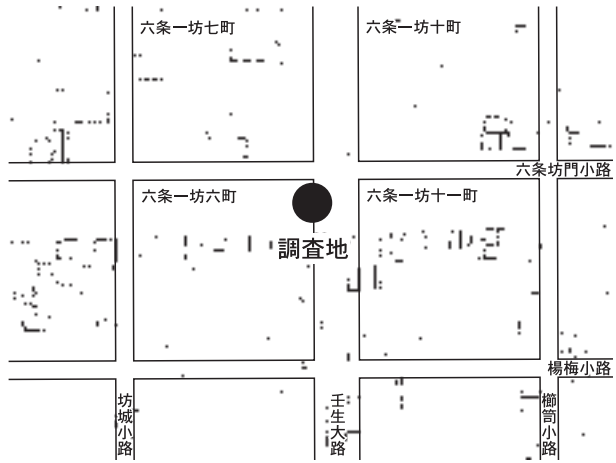 六条一坊七町
六条一坊十町
六条坊門小路
六条一坊六町
六条一坊十一町
調査地
楊梅小路
坊城小路
壬生大路
櫛笥小路